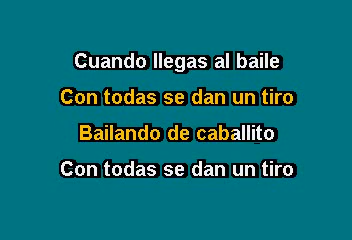 Cuando llegas al baile
Con todas se dan un tiro
Bailando de caballito
Con todas se dan un tiro